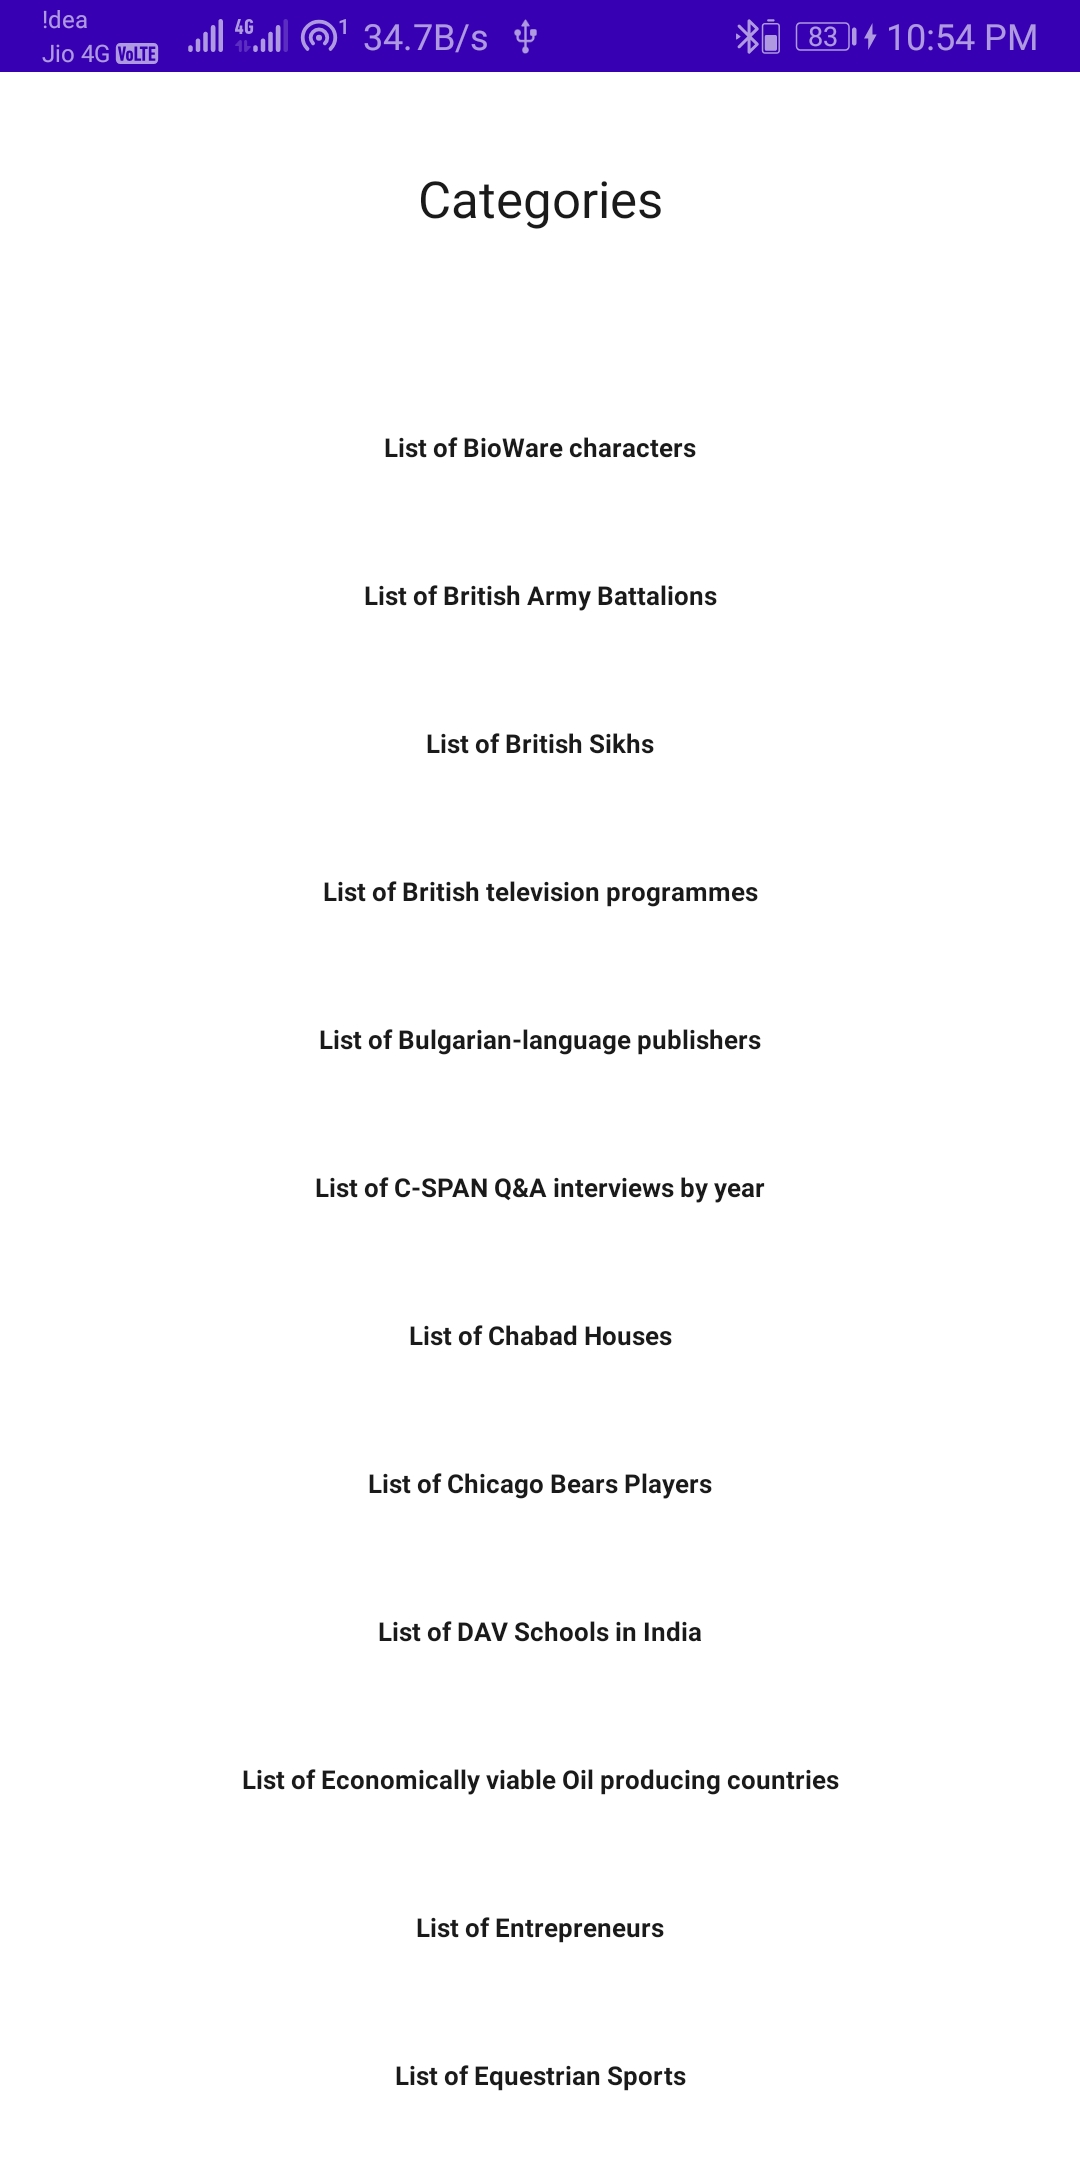 !dea
Jio 4G VoLTE 4G 1 34.7B/s 83 10:54 PM
Categories
List of BioWare characters
List of British Army Battalions
List of British Sikhs
List of British television programmes
List of Bulgarian-language publishers
List of C-SPAN Q&A interviews by year
List of Chabad Houses
List of Chicago Bears Players
List of DAV Schools in India
List of Economically viable Oil producing countries
List of Entrepreneurs
List of Equestrian Sports